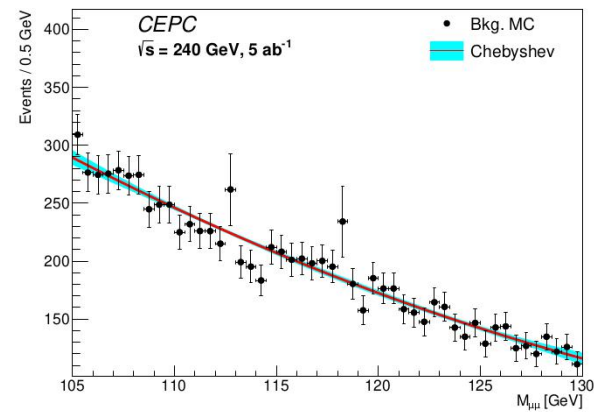 CEPC
√s = 240 GeV, 5 ab⁻¹
Bkg. MC
Chebyshev
Events / 0.5 GeV
400
350
300
250
200
150
105 110 115 120 125 130
M_μμ [GeV]